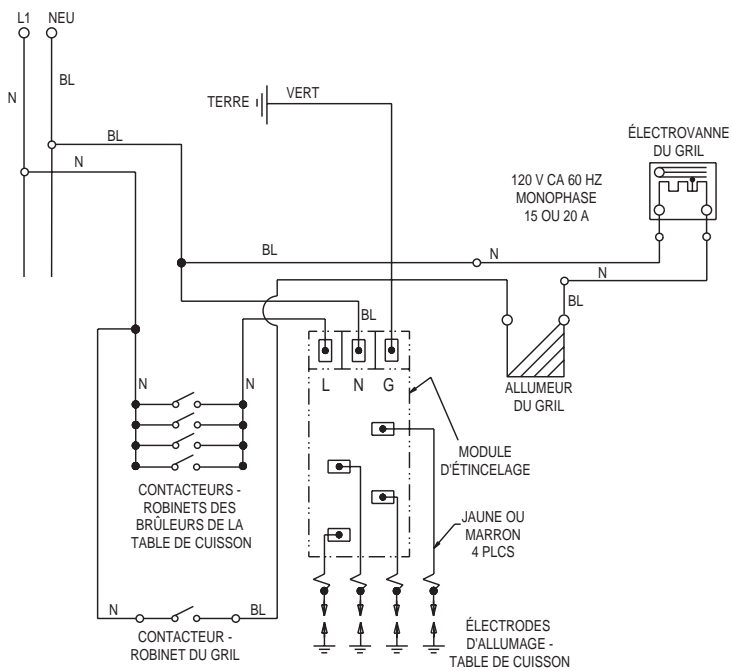 L1 NEU
BL
N
TERRE
VERT
BL
N
ÉLECTROVANNE
DU GRIL
120 V CA 60 HZ
MONOPHASE
15 OU 20 A
BL
N
N
BL
BL
L N G
ALLUMEUR
DU GRIL
N
N
MODULE
D'ÉTINCELAGE
CONTACTEURS -
ROBINETS DES
BRÛLEURS DE LA
TABLE DE CUISSON
JAUNE OU
MARRON
4 PLCS
N
BL
CONTACTEUR -
ROBINET DU GRIL
ÉLECTRODES
D'ALLUMAGE -
TABLE DE CUISSON